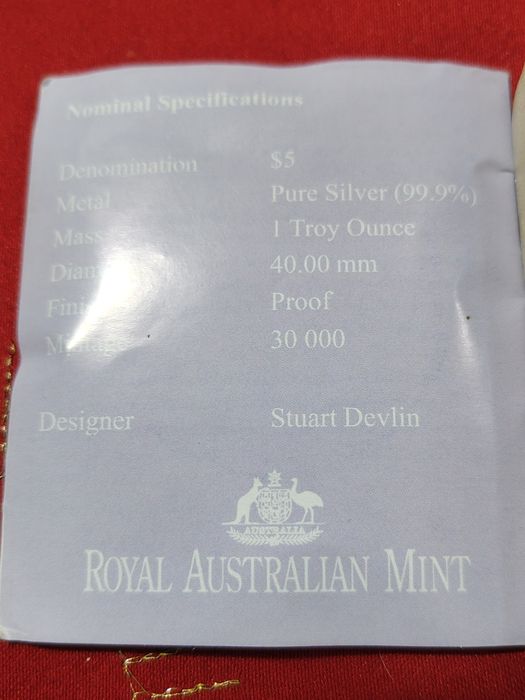 Nominal Specifications
Denomination $5
Metal Pure Silver (99.9%)
Mass 1 Troy Ounce
40.00 mm
Proof
30 000
Designer Stuart Devlin
AUSTRALIA
ROYAL AUSTRALIAN MINT